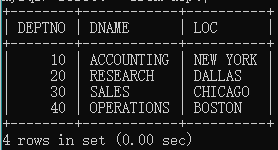 | DEPTNO | DNAME      | LOC      |
|     10 | ACCOUNTING | NEW YORK |
|     20 | RESEARCH   | DALLAS   |
|     30 | SALES      | CHICAGO  |
|     40 | OPERATIONS | BOSTON   |
4 rows in set (0.00 sec)